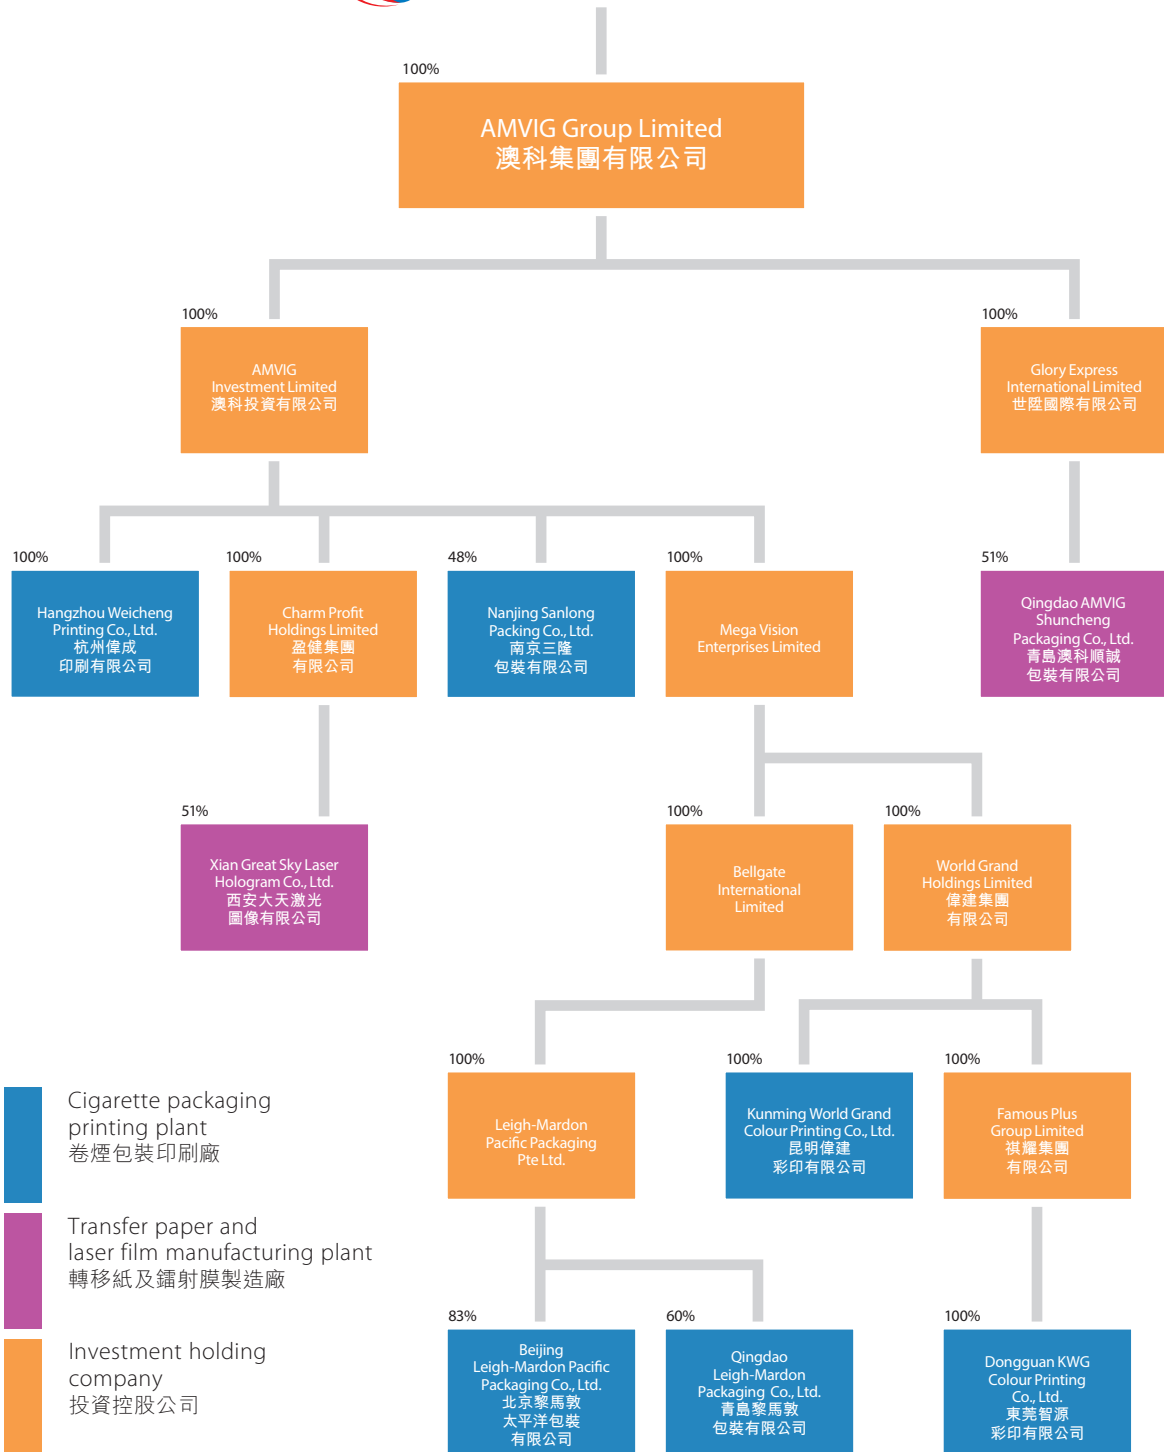 100%
AMVIG Group Limited
澳科集團有限公司
100%
AMVIG
Investment Limited
澳科投資有限公司
100%
Glory Express
International Limited
世陞國際有限公司
100%
Hangzhou Weicheng
Printing Co., Ltd.
杭州偉成
印刷有限公司
100%
Charm Profit
Holdings Limited
盈健集團
有限公司
48%
Nanjing Sanlong
Packing Co., Ltd.
南京三隆
包裝有限公司
100%
Mega Vision
Enterprises Limited
51%
Qingdao AMVIG
Shuncheng
Packaging Co., Ltd.
青島澳科順誠
包裝有限公司
51%
Xian Great Sky Laser
Hologram Co., Ltd.
西安大天激光
圖像有限公司
100%
Bellgate
International
Limited
100%
World Grand
Holdings Limited
偉建集團
有限公司
100%
Leigh-Mardon
Pacific Packaging
Pte Ltd.
100%
Kunming World Grand
Colour Printing Co., Ltd.
昆明偉建
彩印有限公司
100%
Famous Plus
Group Limited
祺耀集團
有限公司
83%
Beijing
Leigh-Mardon Pacific
Packaging Co., Ltd.
北京黎馬敦
太平洋包裝
有限公司
60%
Qingdao
Leigh-Mardon
Packaging Co., Ltd.
青島黎馬敦
包裝有限公司
100%
Dongguan KWG
Colour Printing
Co., Ltd.
東莞智源
彩印有限公司
Cigarette packaging
printing plant
卷煙包裝印刷廠
Transfer paper and
laser film manufacturing plant
轉移紙及鐳射膜製造廠
Investment holding
company
投資控股公司